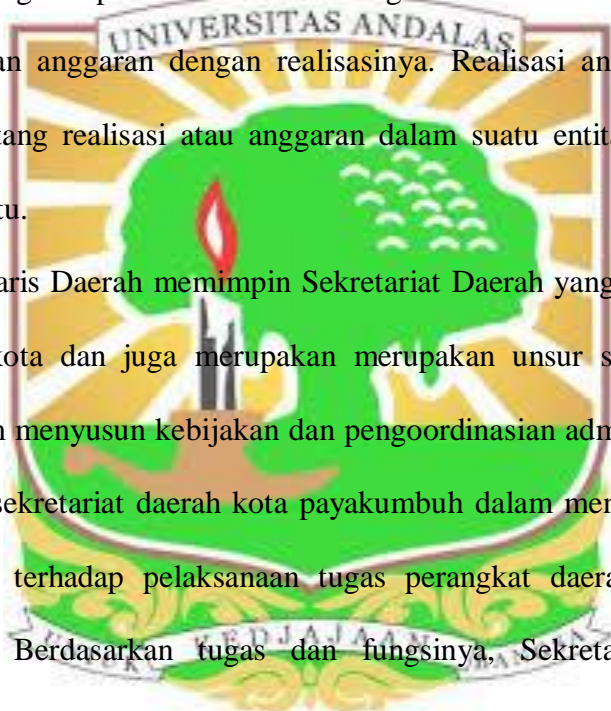 UNIVERSITAS ANDALAS
an anggaran dengan realisasinya. Realisasi an
tang realisasi atau anggaran dalam suatu entita
tu.
aris Daerah memimpin Sekretariat Daerah yang
kota dan juga merupakan merupakan unsur s
n menyusun kebijakan dan pengoordinasian adm
sekretariat daerah kota payakumbuh dalam men
terhadap pelaksanaan tugas perangkat daera
KEDJAJAAN
Berdasarkan tugas dan fungsinya, Sekreta